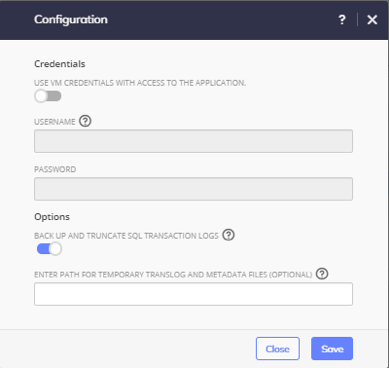 Configuration
?
Credentials
USE VM CREDENTIALS WITH ACCESS TO THE APPLICATION.
USERNAME ?
PASSWORD
Options
BACK UP AND TRUNCATE SQL TRANSACTION LOGS ?
ENTER PATH FOR TEMPORARY TRANSLOG AND METADATA FILES (OPTIONAL) ?
Close
Save